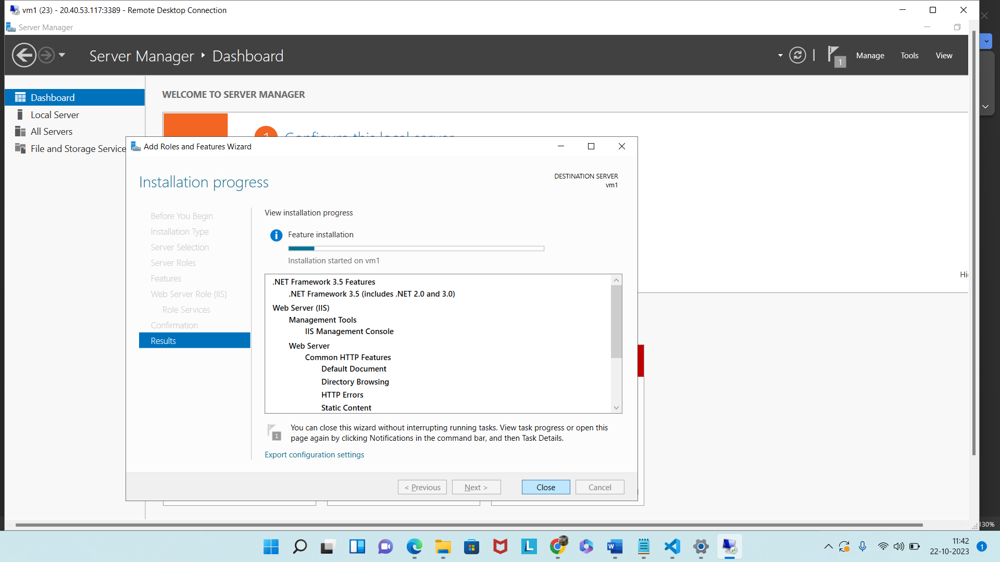 vm1 (23) - 20.40.53.117:3389 - Remote Desktop Connection
Server Manager
Server Manager Dashboard
1
Manage
Tools
View
Dashboard
Local Server
All Servers
File and Storage Service
WELCOME TO SERVER MANAGER
1 Configure this local server
Hi
Add Roles and Features Wizard
Installation progress
DESTINATION SERVER
vm1
Before You Begin
Installation Type
Server Selection
Server Roles
Features
Web Server Role (IIS)
Role Services
Confirmation
Results
View installation progress
Feature installation
Installation started on vm1
.NET Framework 3.5 Features
.NET Framework 3.5 (includes .NET 2.0 and 3.0)
Web Server (IIS)
Management Tools
IIS Management Console
Web Server
Common HTTP Features
Default Document
Directory Browsing
HTTP Errors
Static Content
1
You can close this wizard without interrupting running tasks. View task progress or open this
page again by clicking Notifications in the command bar, and then Task Details.
Export configuration settings
< Previous
Next >
Close
Cancel
130%
11:42
22-10-2023
1